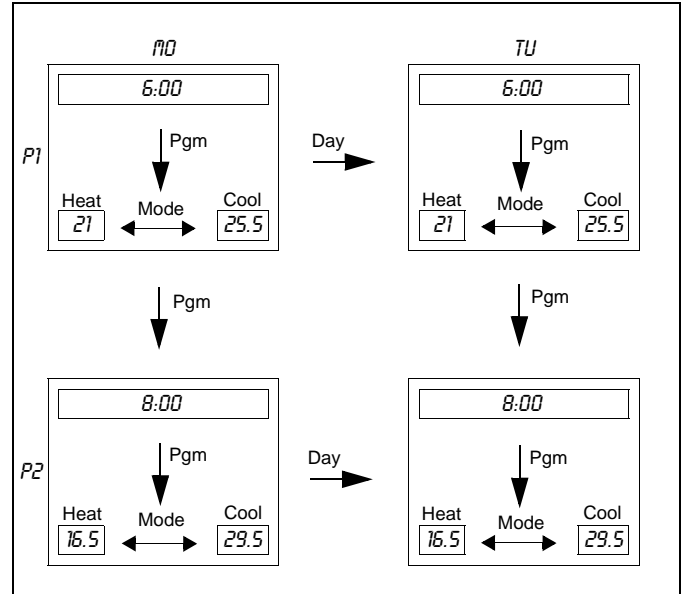 MO TU
6:00 6:00
P1 Pgm Day Pgm
Heat Mode Cool Heat Mode Cool
21 25.5 21 25.5
Pgm Pgm
8:00 8:00
P2 Pgm Day Pgm
Heat Mode Cool Heat Mode Cool
16.5 29.5 16.5 29.5